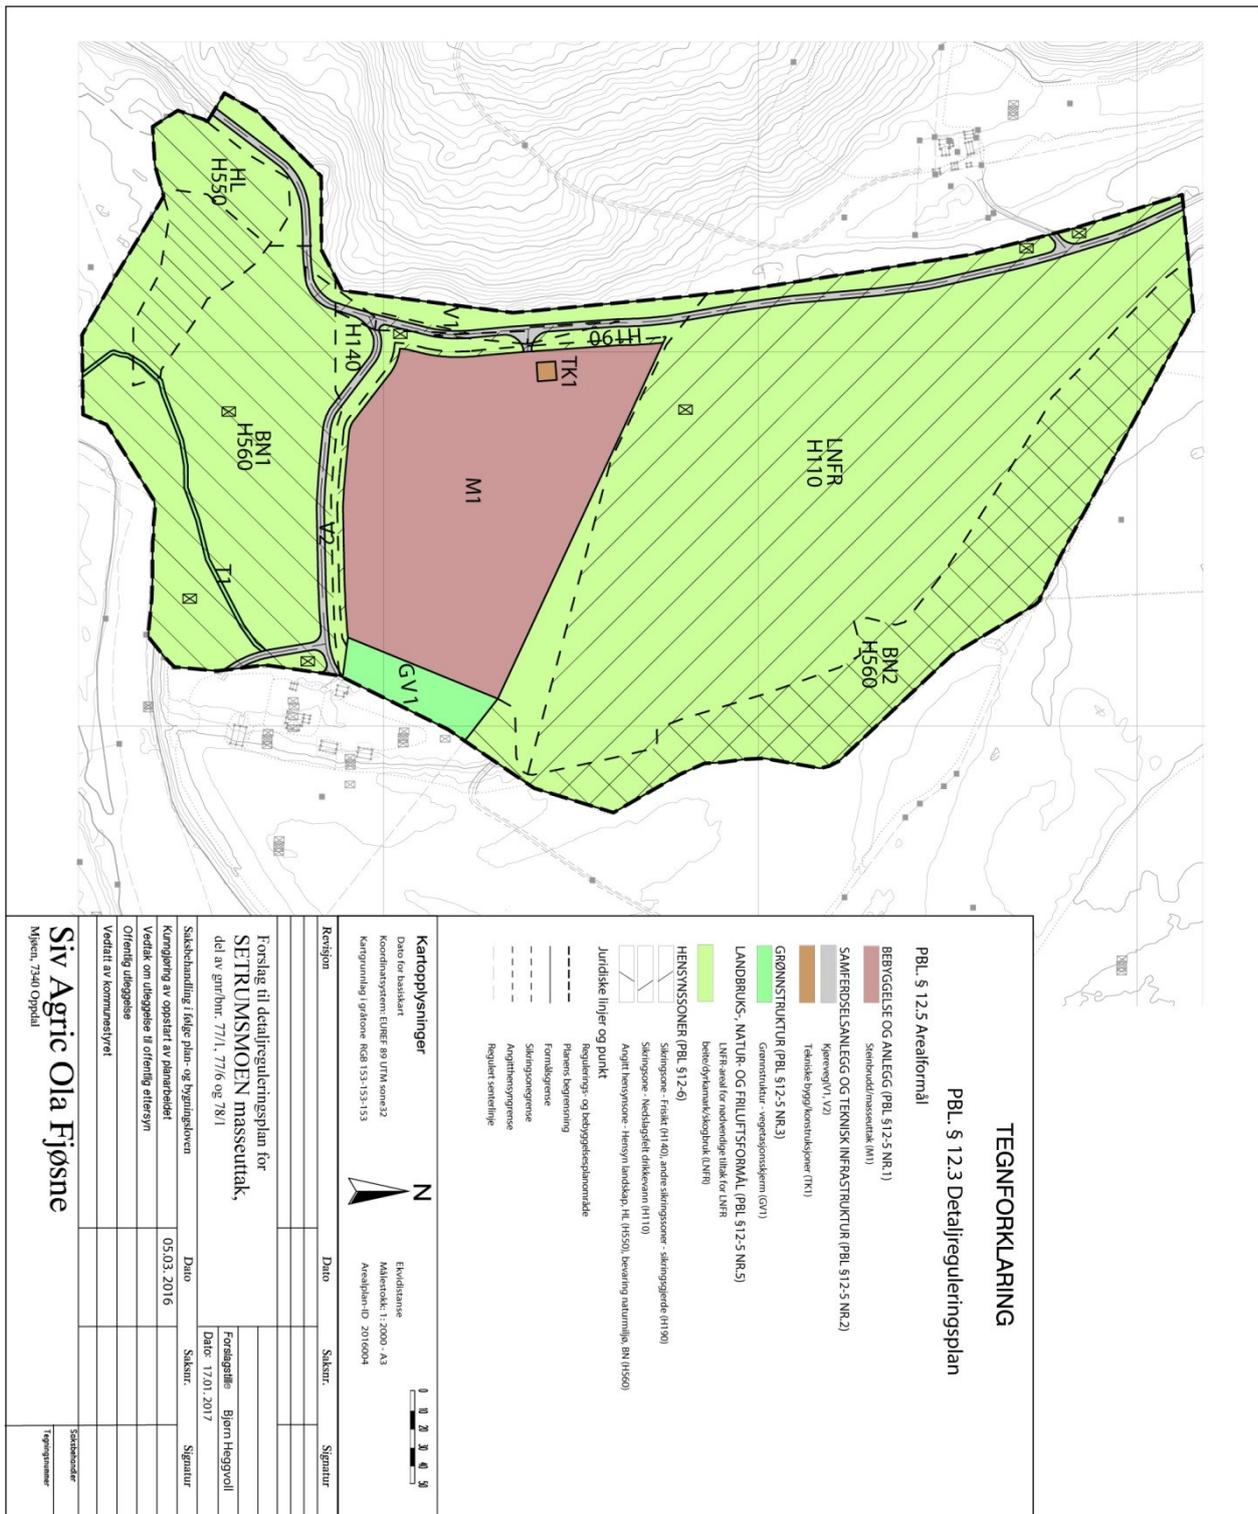 HL
H550
H140
V1
H190
TK1
M1
LNFR
H110
BN1
H560
V2
T1
GV1
BN2
H560
TEGNFORKLARING
PBL. § 12.3 Detaljreguleringsplan
PBL. § 12.5 Arealformål
BEBYGGELSE OG ANLEGG (PBL §12-5 NR.1)
Steinbrudd/masseuttak (M1)
SAMFERDSELSANLEGG OG TEKNISK INFRASTRUKTUR (PBL §12-5 NR.2)
Kjøreveg(V1, V2)
Tekniske bygg/konstruksjoner (TK1)
GRØNNSTRUKTUR (PBL §12-5 NR.3)
Grønnstruktur - vegetasjonsskjerm (GV1)
LANDBRUKS-, NATUR- OG FRILUFTSFORMÅL (PBL §12-5 NR.5)
LNFR-areal for nødvendige tiltak for LNFR
beite/dyrkamark/skogbruk (LNFR)
HENSYNSSONER (PBL §12-6)
Sikringsone - Frisikt (H140), andre sikringssoner - sikringsgjerde (H190)
Sikringsone - Nedslagsfelt drikkevann (H110)
Angitt hensynsone - Hensyn landskap, HL (H550), bevaring naturmiljø, BN (H560)
Juridiske linjer og punkt
Regulerings- og bebyggelsesplanområde
Planens begrensning
Formålsgrense
Sikringsonegrense
Angitthensyngrense
Regulert senterlinje
Kartopplysninger
Dato for basiskart
Koordinatsystem: EUREF 89 UTM sone32
Kartgrunnlag i gråtone RGB 153-153-153
N
Ekvidistanse
Målestokk: 1: 2000 - A3
Arealplan-ID 2016004
0 10 20 30 40 50
Revisjon Dato Saksnr. Signatur
Forslag til detaljreguleringsplan for
SETRUMSMOEN masseuttak,
del av gnr/bnr. 77/1, 77/6 og 78/1
Forslagstille Bjørn Heggvoll
Dato: 17.01. 2017
Saksbehandling i følge plan- og bygningsloven Dato Saksnr. Signatur
Kunngjøring av oppstart av planarbeidet 05.03. 2016
Vedtak om utleggelse til offentlig ettersyn
Offentlig utleggelse
Vedtatt av kommunestyret
Siv Agric Ola Fjøsne
Mjøen, 7340 Oppdal
Saksbehandler
Tegningsnummer